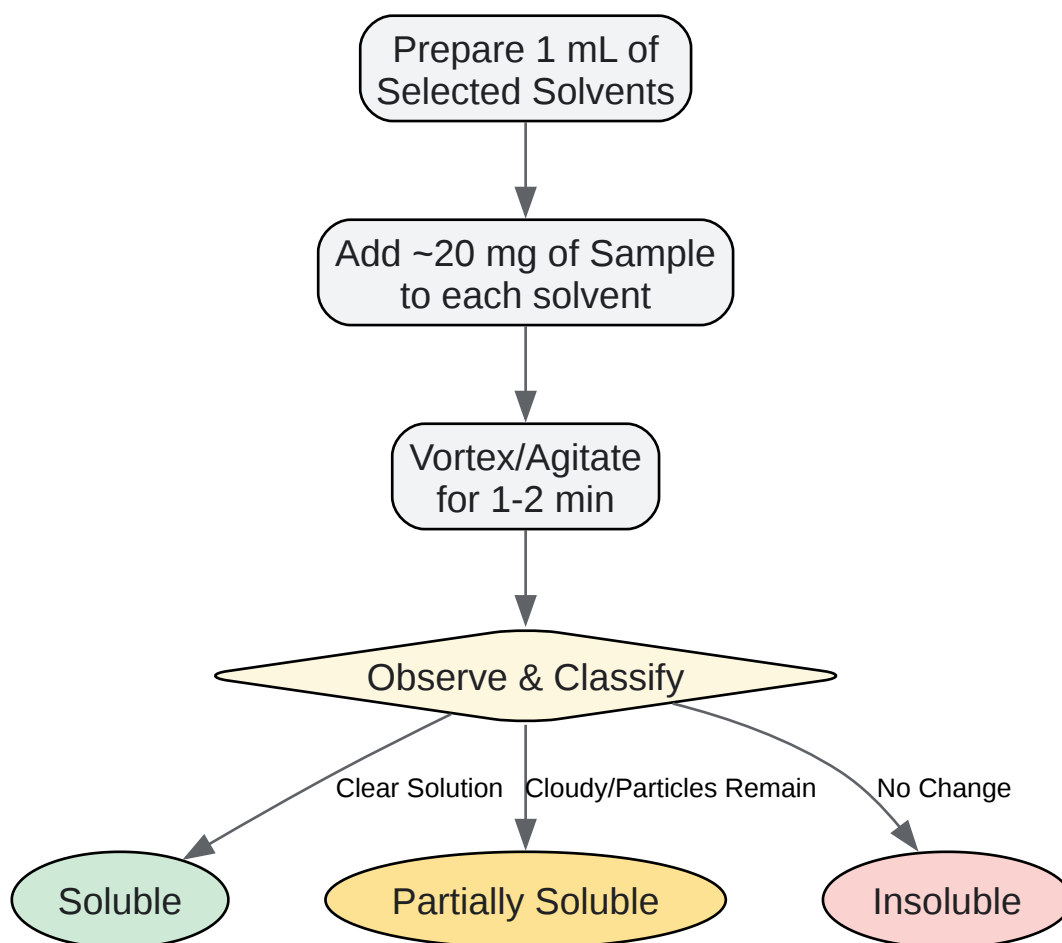 Prepare 1 mL of
Selected Solvents
Add ~20 mg of Sample
to each solvent
Vortex/Agitate
for 1-2 min
Observe & Classify
Clear Solution
Cloudy/Particles Remain
No Change
Soluble
Partially Soluble
Insoluble